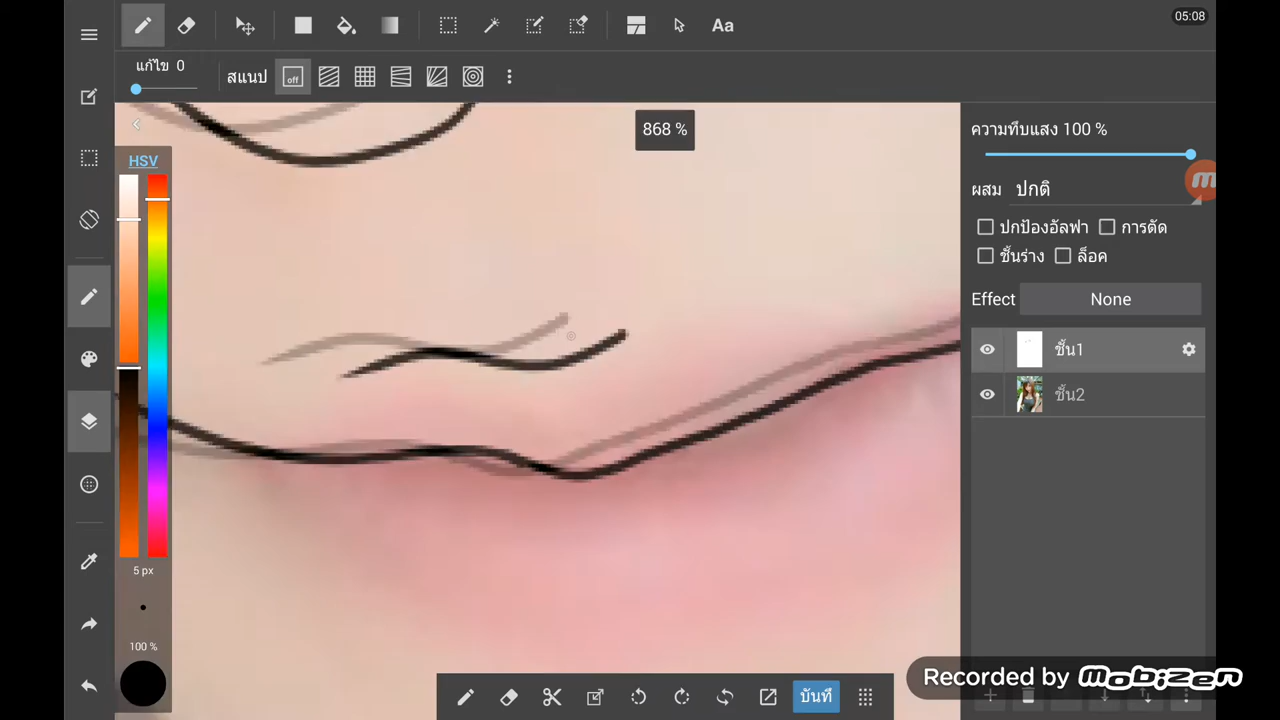 05:08
Aa
แก้ไข 0
สแนป
off
868 %
ความทึบแสง 100 %
HSV
ผสม ปกติ
ปกป้องอัลฟา การตัด
ชั้นร่าง ล็อค
Effect None
ชั้น1
ชั้น2
5 px
100 %
บันทึ
Recorded by mobizen